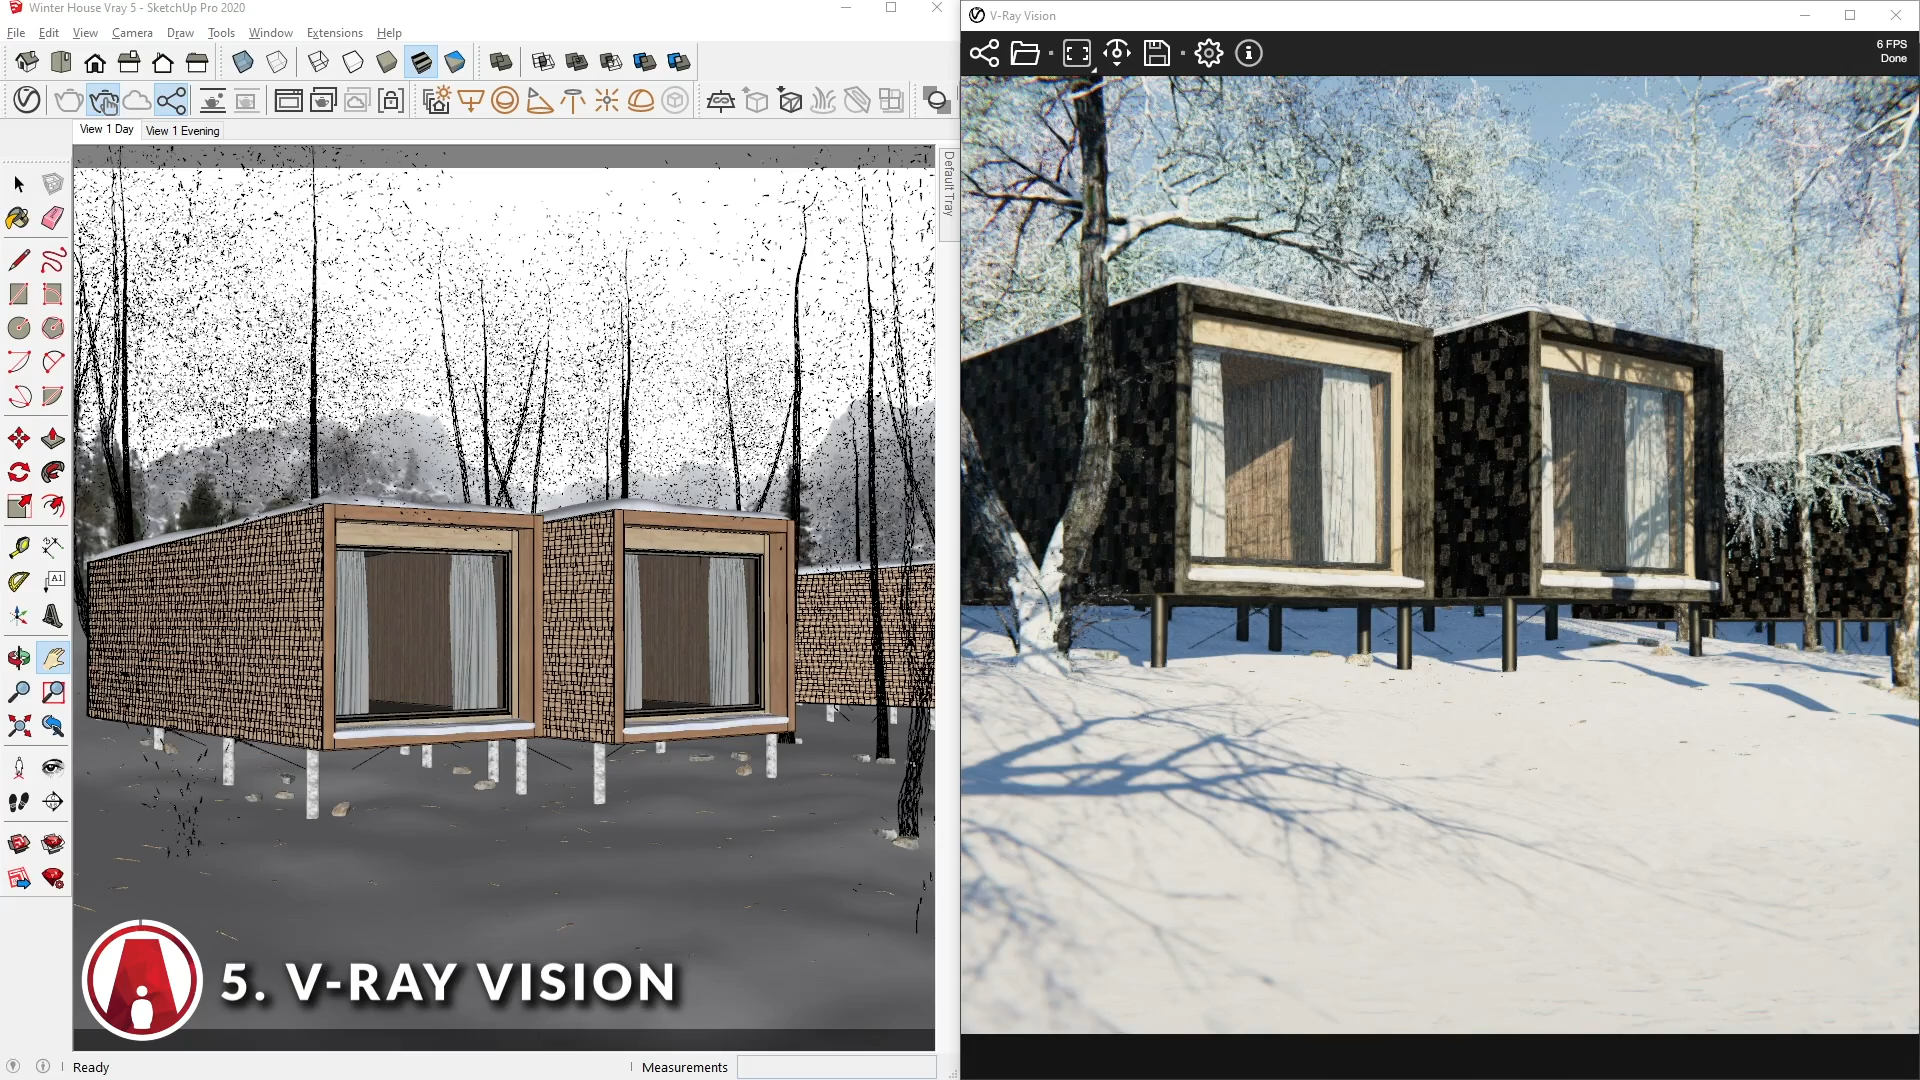 Winter House Vray 5 - SketchUp Pro 2020
File Edit View Camera Draw Tools Window Extensions Help
View 1 Day View 1 Evening
Default Tray
A1
5. V-RAY VISION
Ready
Measurements
V-Ray Vision
6 FPS
Done